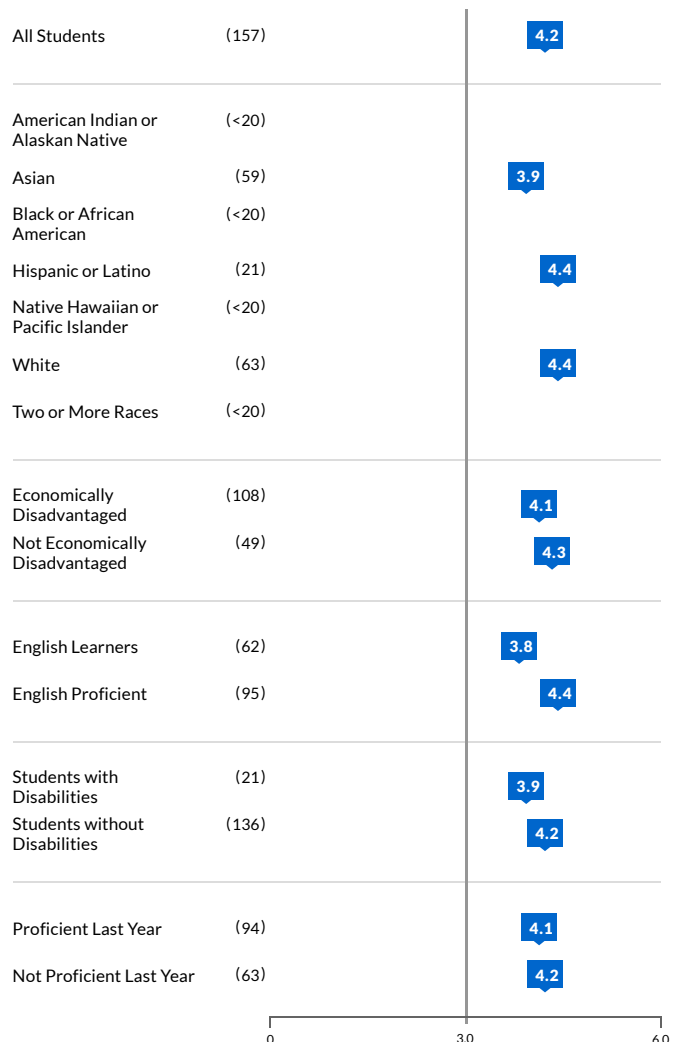 All Students (157) 4.2
American Indian or (<20)
Alaskan Native
Asian (59) 3.9
Black or African (<20)
American
Hispanic or Latino (21) 4.4
Native Hawaiian or (<20)
Pacific Islander
White (63) 4.4
Two or More Races (<20)
Economically (108) 4.1
Disadvantaged
Not Economically (49) 4.3
Disadvantaged
English Learners (62) 3.8
English Proficient (95) 4.4
Students with (21) 3.9
Disabilities
Students without (136) 4.2
Disabilities
Proficient Last Year (94) 4.1
Not Proficient Last Year (63) 4.2
0 3.0 6.0